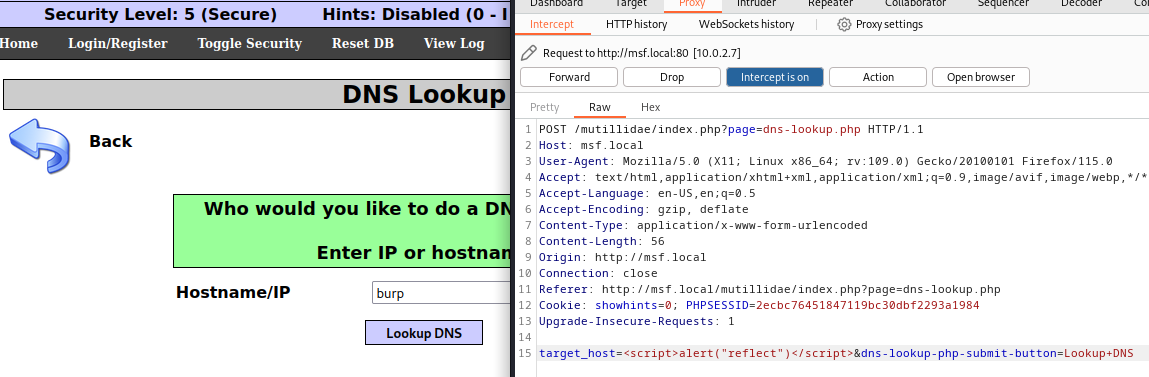 Security Level: 5 (Secure) Hints: Disabled (0 - I
Home Login/Register Toggle Security Reset DB View Log
DNS Lookup
Back
Who would you like to do a DN
Enter IP or hostnam
Hostname/IP burp
Lookup DNS
Dashboard Target Proxy Intruder Repeater Collaborator Sequencer Decoder Co
Intercept HTTP history WebSockets history Proxy settings
Request to http://msf.local:80 [10.0.2.7]
Forward Drop Intercept is on Action Open browser
Pretty Raw Hex
1 POST /mutillidae/index.php?page=dns-lookup.php HTTP/1.1
2 Host: msf.local
3 User-Agent: Mozilla/5.0 (X11; Linux x86_64; rv:109.0) Gecko/20100101 Firefox/115.0
4 Accept: text/html,application/xhtml+xml,application/xml;q=0.9,image/avif,image/webp,*/*
5 Accept-Language: en-US,en;q=0.5
6 Accept-Encoding: gzip, deflate
7 Content-Type: application/x-www-form-urlencoded
8 Content-Length: 56
9 Origin: http://msf.local
10 Connection: close
11 Referer: http://msf.local/mutillidae/index.php?page=dns-lookup.php
12 Cookie: showhints=0; PHPSESSID=2ecbc76451847119bc30dbf2293a1984
13 Upgrade-Insecure-Requests: 1
14
15 target_host=<script>alert("reflect")</script>&dns-lookup-php-submit-button=Lookup+DNS